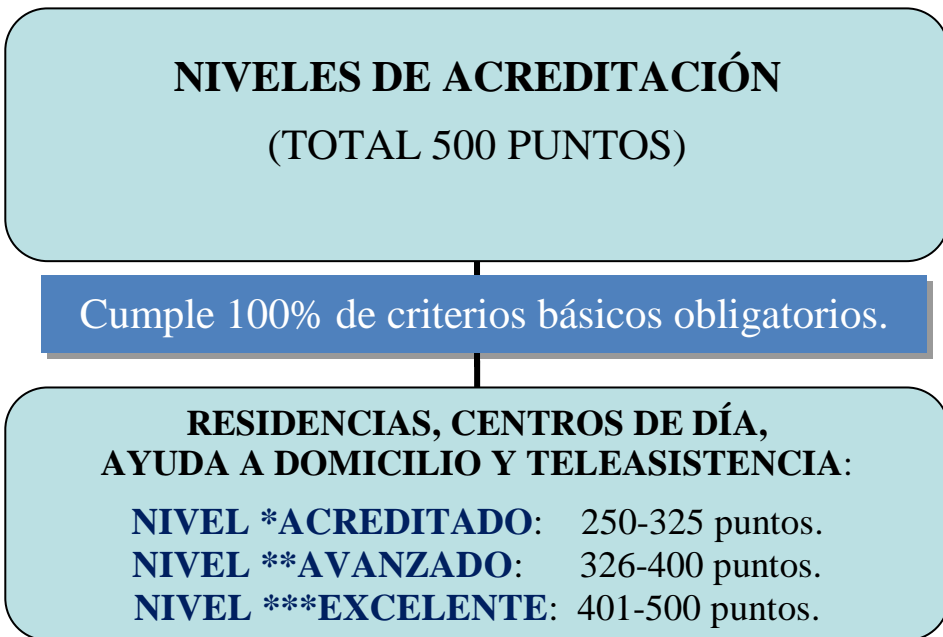 NIVELES DE ACREDITACIÓN
(TOTAL 500 PUNTOS)
Cumple 100% de criterios básicos obligatorios.
RESIDENCIAS, CENTROS DE DÍA,
AYUDA A DOMICILIO Y TELEASISTENCIA:
NIVEL *ACREDITADO: 250-325 puntos.
NIVEL **AVANZADO: 326-400 puntos.
NIVEL ***EXCELENTE: 401-500 puntos.